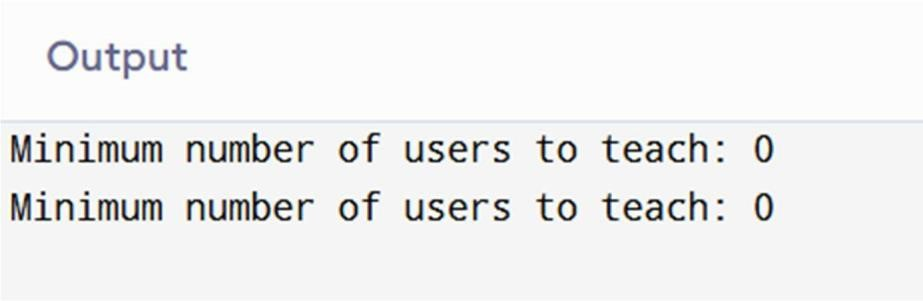 Output
Minimum number of users to teach: 0
Minimum number of users to teach: 0